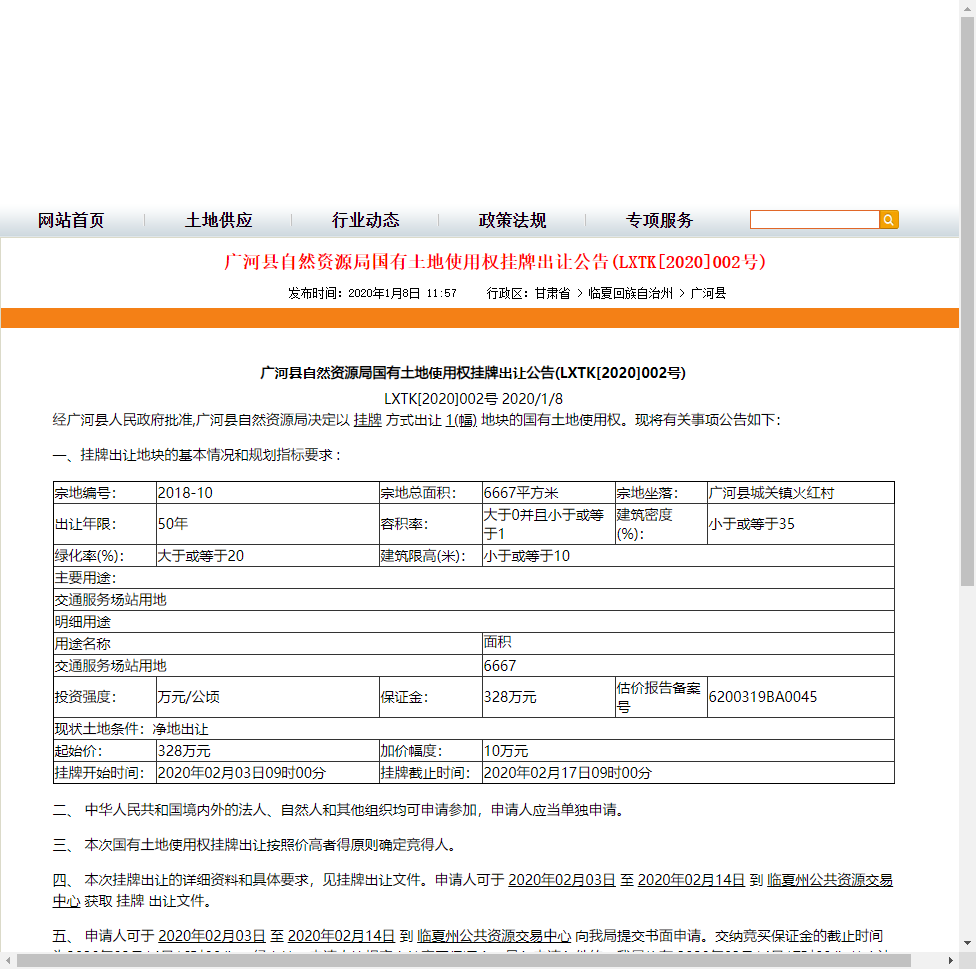 网站首页 土地供应 行业动态 政策法规 专项服务
广河县自然资源局国有土地使用权挂牌出让公告(LXTK[2020]002号)
发布时间：2020年1月8日 11:57 行政区：甘肃省 > 临夏回族自治州 > 广河县
广河县自然资源局国有土地使用权挂牌出让公告(LXTK[2020]002号)
LXTK[2020]002号 2020/1/8
经广河县人民政府批准,广河县自然资源局决定以 挂牌 方式出让 1(幅) 地块的国有土地使用权。现将有关事项公告如下：
一、挂牌出让地块的基本情况和规划指标要求：
宗地编号： 2018-10 宗地总面积： 6667平方米 宗地坐落： 广河县城关镇火红村
出让年限： 50年 容积率： 大于0并且小于或等于1 建筑密度(%)： 小于或等于35
绿化率(%)： 大于或等于20 建筑限高(米)： 小于或等于10
主要用途：
交通服务场站用地
明细用途
用途名称 面积
交通服务场站用地 6667
投资强度： 万元/公顷 保证金： 328万元 估价报告备案号 6200319BA0045
现状土地条件：净地出让
起始价： 328万元 加价幅度： 10万元
挂牌开始时间： 2020年02月03日09时00分 挂牌截止时间： 2020年02月17日09时00分
二、 中华人民共和国境内外的法人、自然人和其他组织均可申请参加，申请人应当单独申请。
三、 本次国有土地使用权挂牌出让按照价高者得原则确定竞得人。
四、 本次挂牌出让的详细资料和具体要求，见挂牌出让文件。申请人可于 2020年02月03日 至 2020年02月14日 到 临夏州公共资源交易
中心 获取 挂牌 出让文件。
五、 申请人可于 2020年02月03日 至 2020年02月14日 到 临夏州公共资源交易中心 向我局提交书面申请。交纳竞买保证金的截止时间